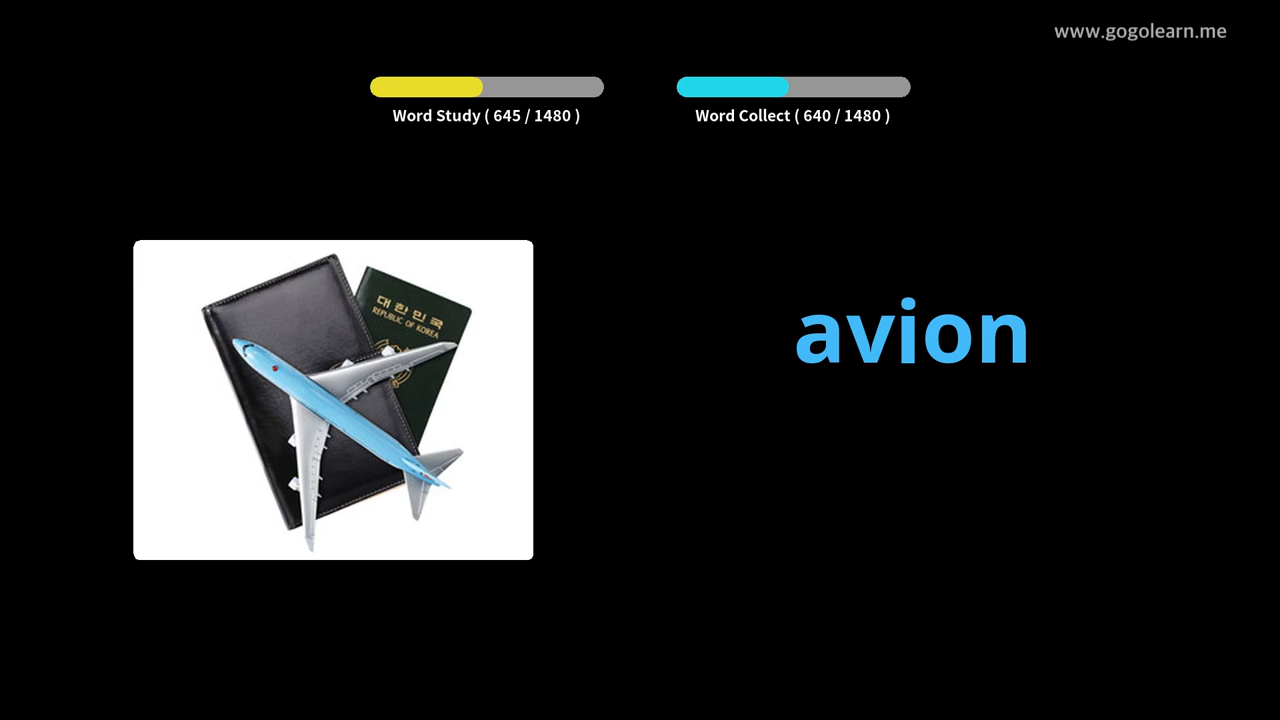 www.gogolearn.me
Word Study ( 645 / 1480 )
Word Collect ( 640 / 1480 )
대한민국
REPUBLIC OF KOREA
avion